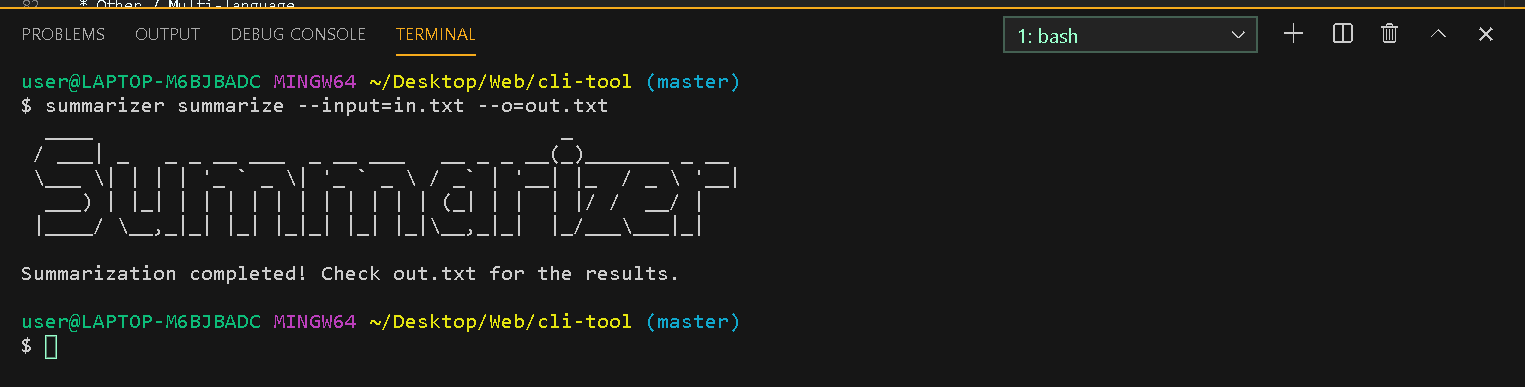 82 * Other / Multi-language
PROBLEMS OUTPUT DEBUG CONSOLE TERMINAL 1: bash
user@LAPTOP-M6BJBADC MINGW64 ~/Desktop/Web/cli-tool (master)
$ summarizer summarize --input=in.txt --o=out.txt
Summarizer
Summarization completed! Check out.txt for the results.
user@LAPTOP-M6BJBADC MINGW64 ~/Desktop/Web/cli-tool (master)
$